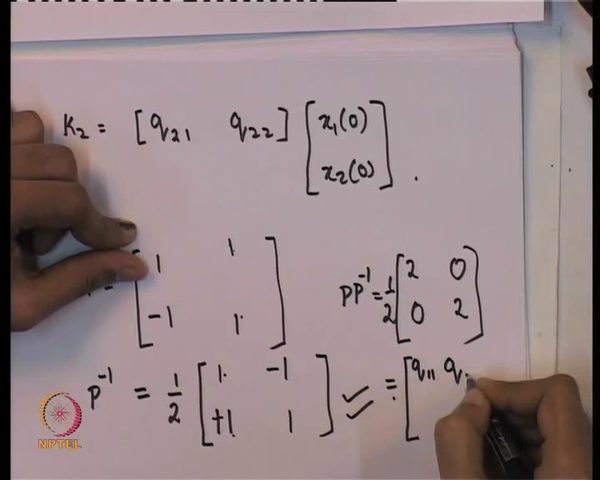 K₂ = [q₂₁ q₂₂] [x₁(0)
x₂(0)] .
= [1 1
-1 1]
PP⁻¹ = 1/2 [2 0
0 2]
P⁻¹ = 1/2 [1 -1
+1 1] ✓✓ = [q₁₁ q
NPTEL